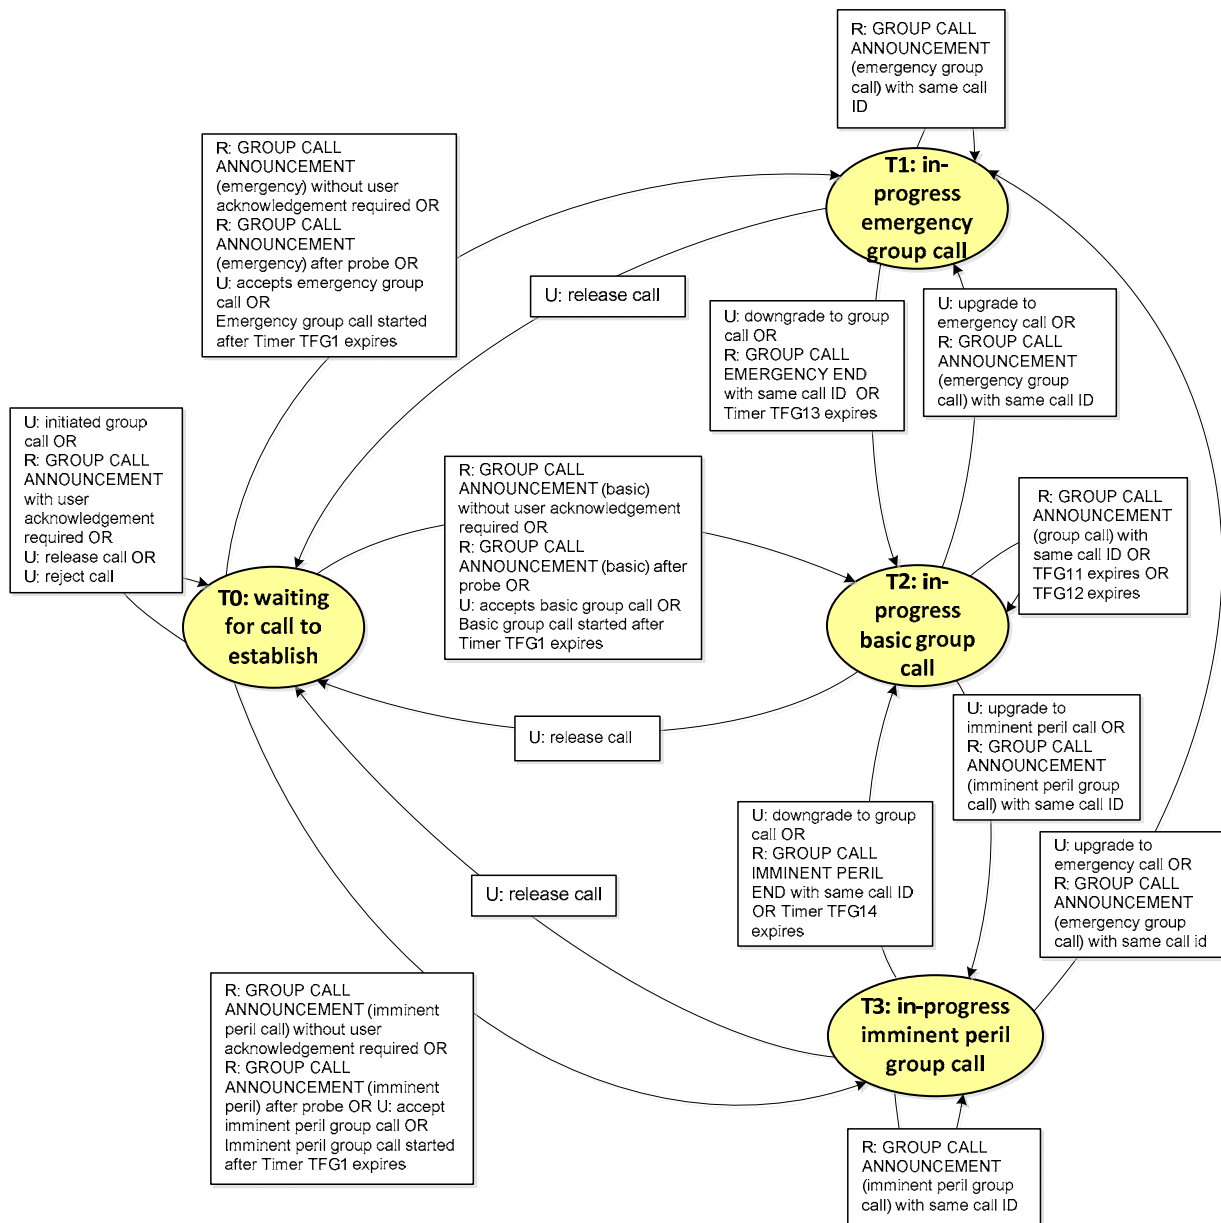 R: GROUP CALL
ANNOUNCEMENT
(emergency group
call) with same call
ID
R: GROUP CALL
ANNOUNCEMENT
(emergency) without user
acknowledgement required OR
R: GROUP CALL
ANNOUNCEMENT
(emergency) after probe OR
U: accepts emergency group
call OR
Emergency group call started
after Timer TFG1 expires
T1: in-
progress
emergency
group call
U: release call
U: downgrade to group
call OR
R: GROUP CALL
EMERGENCY END
with same call ID OR
Timer TFG13 expires
U: upgrade to
emergency call OR
R: GROUP CALL
ANNOUNCEMENT
(emergency group
call) with same call ID
U: initiated group
call OR
R: GROUP CALL
ANNOUNCEMENT
with user
acknowledgement
required OR
U: release call OR
U: reject call
R: GROUP CALL
ANNOUNCEMENT (basic)
without user acknowledgement
required OR
R: GROUP CALL
ANNOUNCEMENT (basic) after
probe OR
U: accepts basic group call OR
Basic group call started after
Timer TFG1 expires
R: GROUP CALL
ANNOUNCEMENT
(group call) with
same call ID OR
TFG11 expires OR
TFG12 expires
T0: waiting
for call to
establish
T2: in-
progress
basic group
call
U: release call
U: upgrade to
imminent peril call OR
R: GROUP CALL
ANNOUNCEMENT
(imminent peril group
call) with same call ID
U: downgrade to group
call OR
R: GROUP CALL
IMMINENT PERIL
END with same call ID
OR Timer TFG14
expires
U: upgrade to
emergency call OR
R: GROUP CALL
ANNOUNCEMENT
(emergency group
call) with same call id
U: release call
R: GROUP CALL
ANNOUNCEMENT (imminent
peril call) without user
acknowledgement required OR
R: GROUP CALL
ANNOUNCEMENT (imminent
peril) after probe OR U: accept
imminent peril group call OR
Imminent peril group call started
after Timer TFG1 expires
T3: in-progress
imminent peril
group call
R: GROUP CALL
ANNOUNCEMENT
(imminent peril group
call) with same call ID